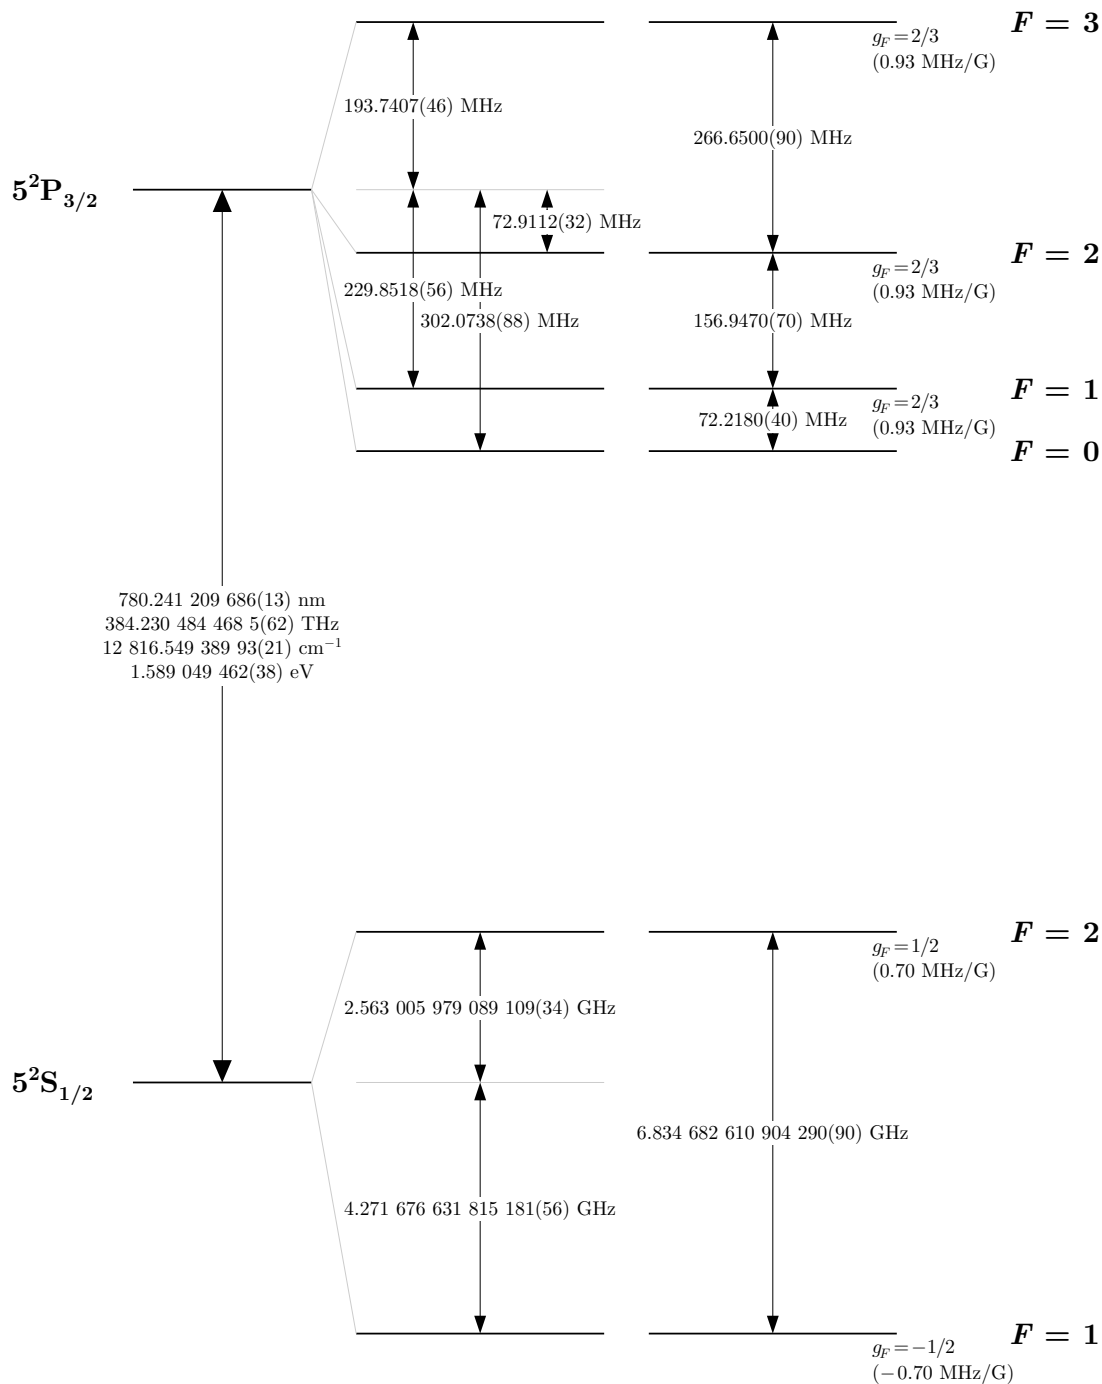 F = 3
g_F = 2/3
(0.93 MHz/G)
193.7407(46) MHz
266.6500(90) MHz
5²P₃/₂
72.9112(32) MHz
F = 2
g_F = 2/3
(0.93 MHz/G)
229.8518(56) MHz
302.0738(88) MHz
156.9470(70) MHz
F = 1
g_F = 2/3
(0.93 MHz/G)
72.2180(40) MHz
F = 0
780.241 209 686(13) nm
384.230 484 468 5(62) THz
12 816.549 389 93(21) cm⁻¹
1.589 049 462(38) eV
F = 2
g_F = 1/2
(0.70 MHz/G)
2.563 005 979 089 109(34) GHz
5²S₁/₂
6.834 682 610 904 290(90) GHz
4.271 676 631 815 181(56) GHz
F = 1
g_F = −1/2
(−0.70 MHz/G)